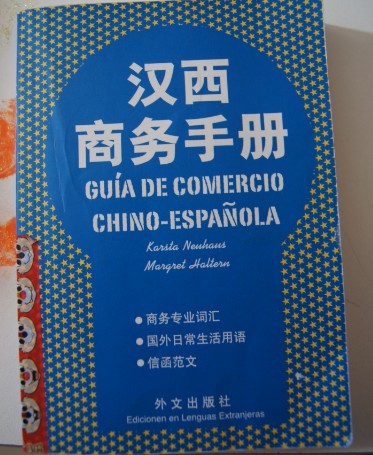 汉西
商务手册
GUÍA DE COMERCIO
CHINO-ESPAÑOLA
Karsta Neuhaus
Margret Haltern
● 商务专业词汇
● 国外日常生活用语
● 信函范文
外文出版社
Edicionen en Lenguas Extranjeras